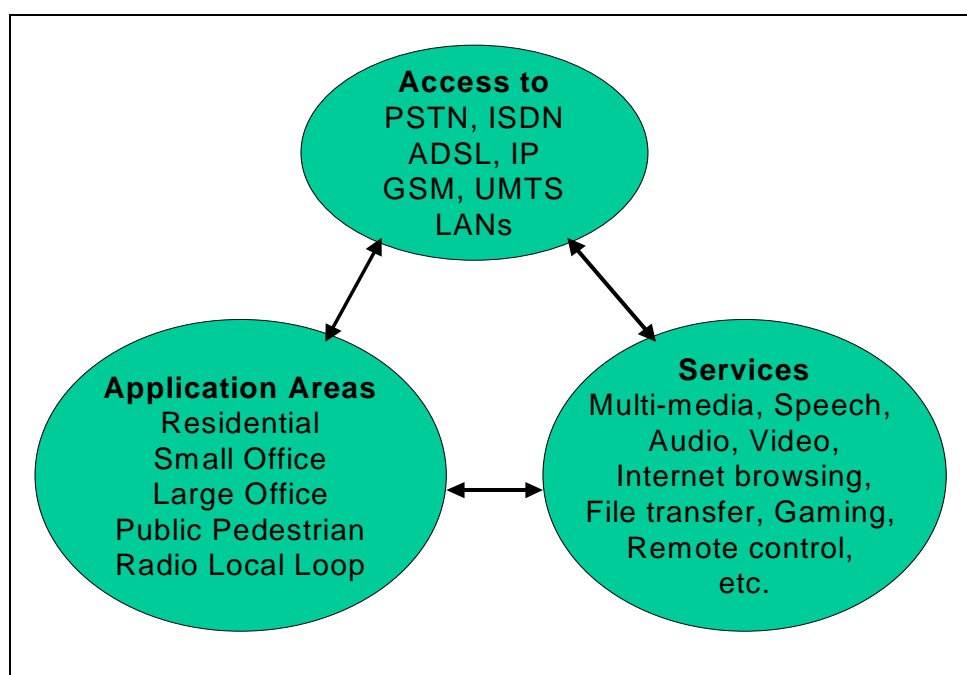 Access to
PSTN, ISDN
ADSL, IP
GSM, UMTS
LANs
Application Areas
Residential
Small Office
Large Office
Public Pedestrian
Radio Local Loop
Services
Multi-media, Speech,
Audio, Video,
Internet browsing,
File transfer, Gaming,
Remote control,
etc.